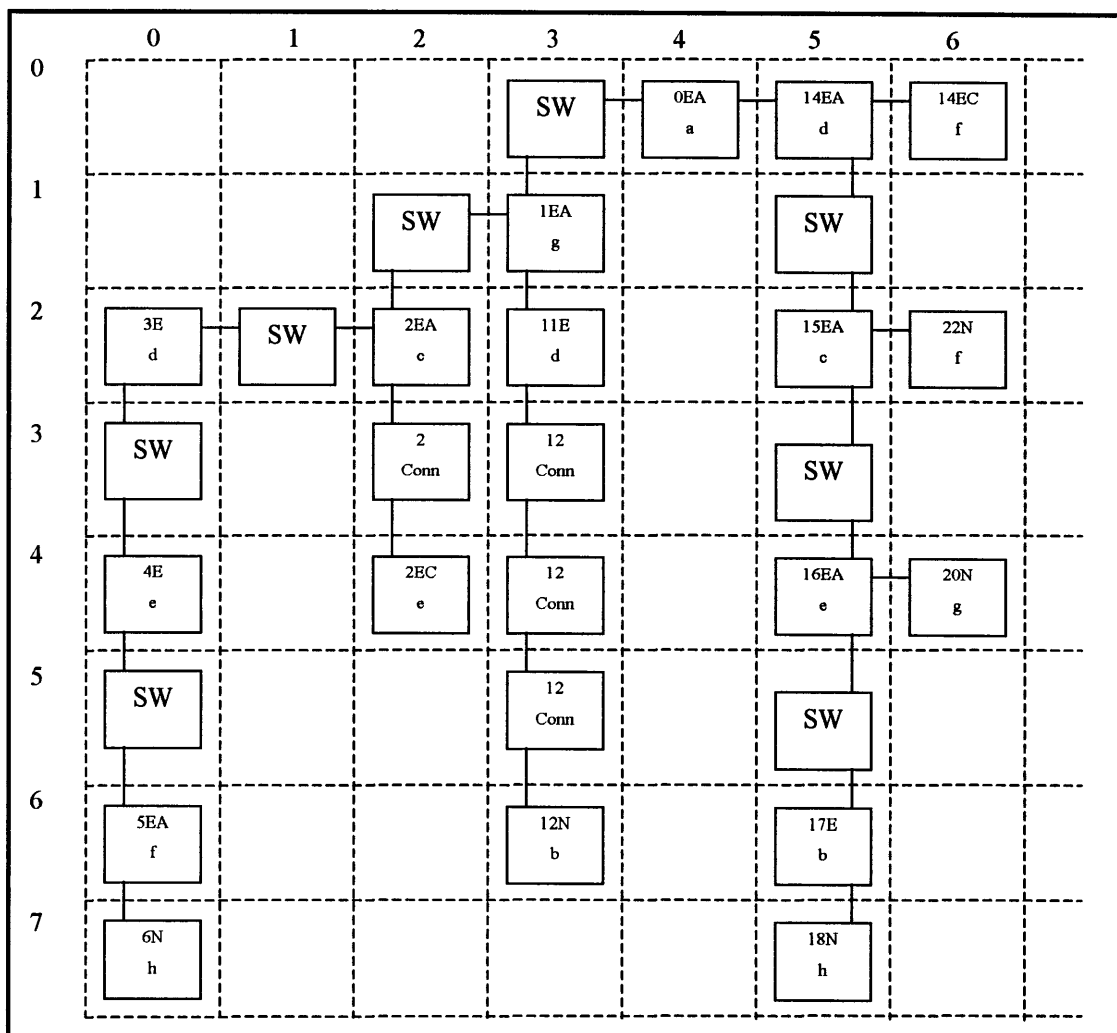 0 1 2 3 4 5 6
0
SW 0EA 14EA 14EC
a d f
1
SW 1EA SW
g
2
3E SW 2EA 11E 15EA 22N
d c d c f
3
SW 2 12 SW
Conn Conn
4
4E 2EC 12 16EA 20N
e e Conn e g
5
SW 12 SW
Conn
6
5EA 12N 17E
f b b
7
6N 18N
h h